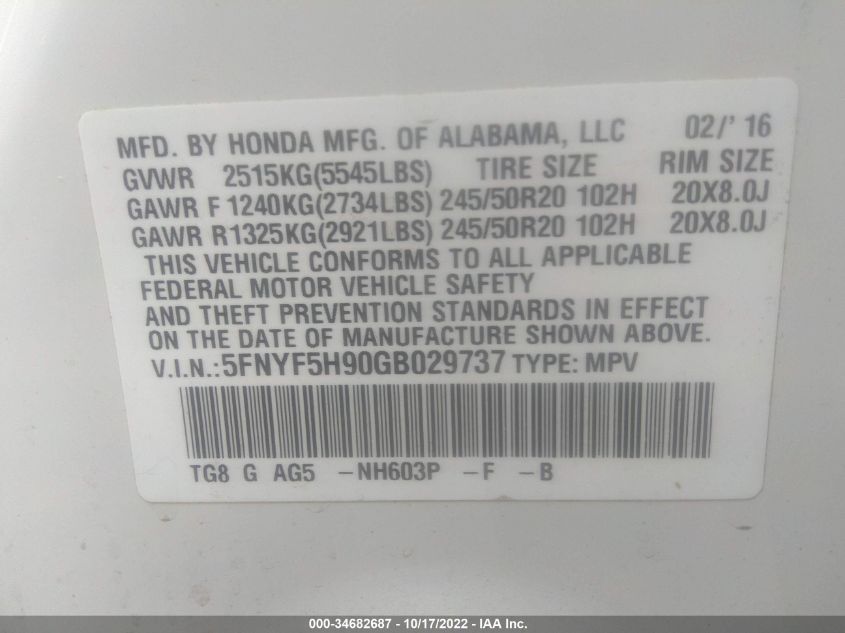 MFD. BY HONDA MFG. OF ALABAMA, LLC 02/' 16
GVWR 2515KG(5545LBS) TIRE SIZE RIM SIZE
GAWR F 1240KG(2734LBS) 245/50R20 102H 20X8.0J
GAWR R1325KG(2921LBS) 245/50R20 102H 20X8.0J
THIS VEHICLE CONFORMS TO ALL APPLICABLE
FEDERAL MOTOR VEHICLE SAFETY
AND THEFT PREVENTION STANDARDS IN EFFECT
ON THE DATE OF MANUFACTURE SHOWN ABOVE.
V.I.N.:5FNYF5H90GB029737 TYPE: MPV
TG8 G AG5 -NH603P -F -B
000-34682687 - 10/17/2022 - IAA Inc.